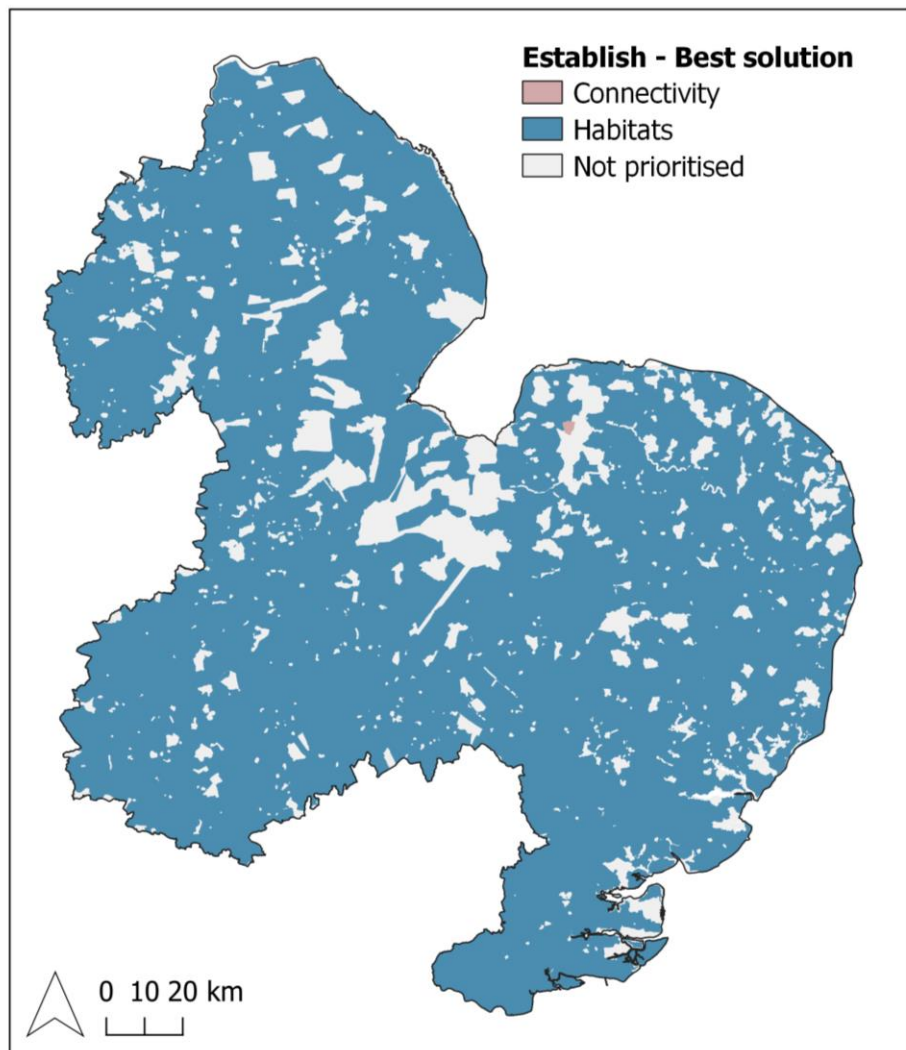 Establish - Best solution
Connectivity
Habitats
Not prioritised
0 10 20 km